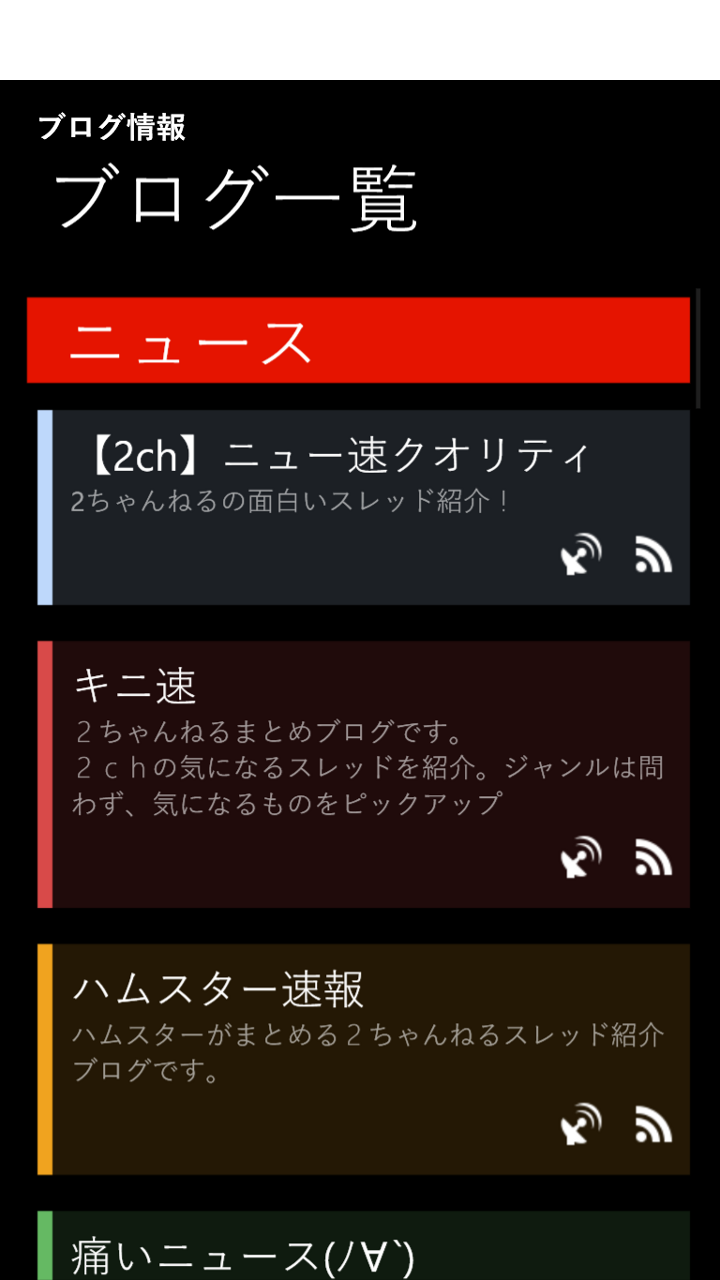 ブログ情報
ブログ一覧
ニュース
【2ch】ニュー速クオリティ
2ちゃんねるの面白いスレッド紹介！
キニ速
２ちゃんねるまとめブログです。
２ｃｈの気になるスレッドを紹介。ジャンルは問
わず、気になるものをピックアップ
ハムスター速報
ハムスターがまとめる２ちゃんねるスレッド紹介
ブログです。
痛いニュース(ﾉ∀`)